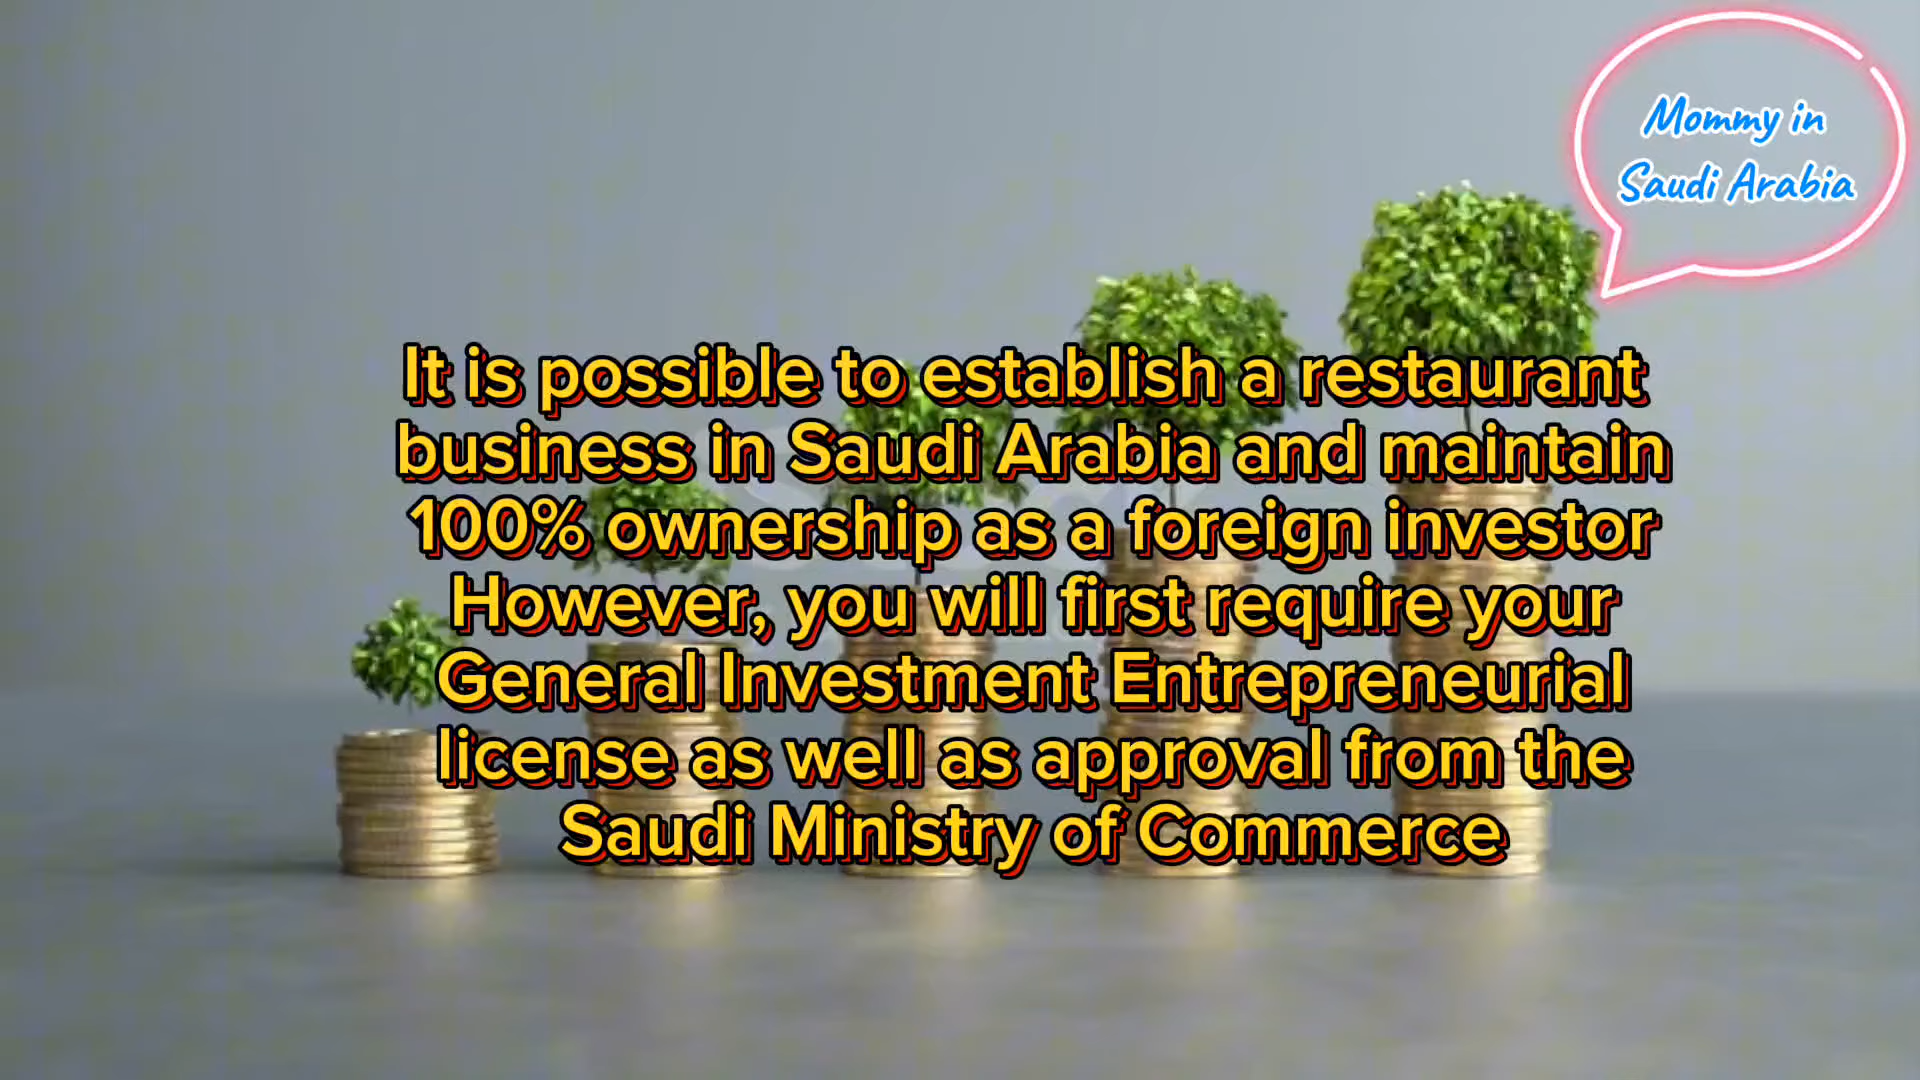 Mommy in
Saudi Arabia
It is possible to establish a restaurant
business in Saudi Arabia and maintain
100% ownership as a foreign investor
However, you will first require your
General Investment Entrepreneurial
license as well as approval from the
Saudi Ministry of Commerce